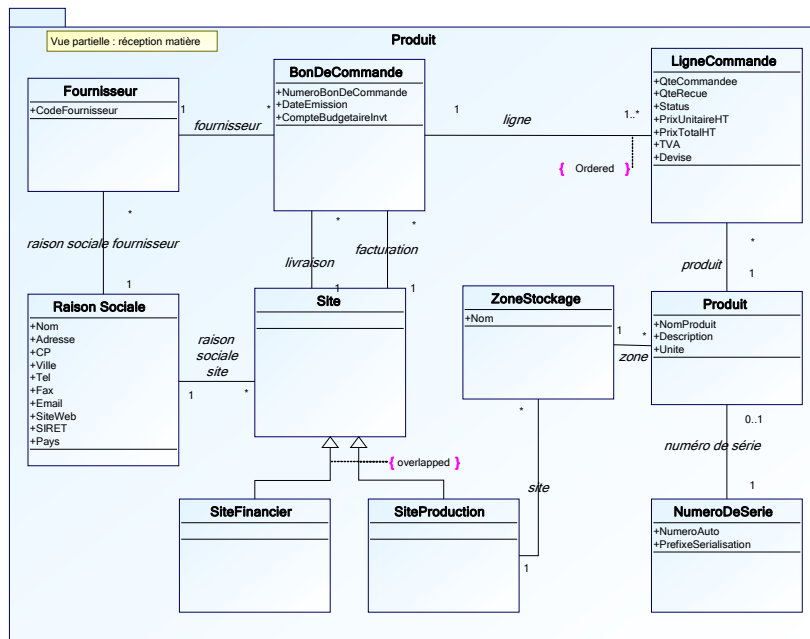 Vue partielle : réception matière
Produit
Fournisseur
+CodeFournisseur
1
*
fournisseur
BonDeCommande
+NumeroBonDeCommande
+DateEmission
+CompteBudgetaireInvt
1
1..*
ligne
{ Ordered }
LigneCommande
+QteCommandee
+QteRecue
+Status
+PrixUnitaireHT
+PrixTotalHT
+TVA
+Devise
*
raison sociale fournisseur
1
*
livraison
1
*
facturation
1
*
produit
1
Raison Sociale
+Nom
+Adresse
+CP
+Ville
+Tel
+Fax
+Email
+SiteWeb
+SIRET
+Pays
raison
sociale
site
1
*
Site
ZoneStockage
+Nom
1
*
zone
Produit
+NomProduit
+Description
+Unite
*
site
1
0..1
numéro de série
1
{ overlapped }
SiteFinancier
SiteProduction
NumeroDeSerie
+NumeroAuto
+PrefixeSerialisation